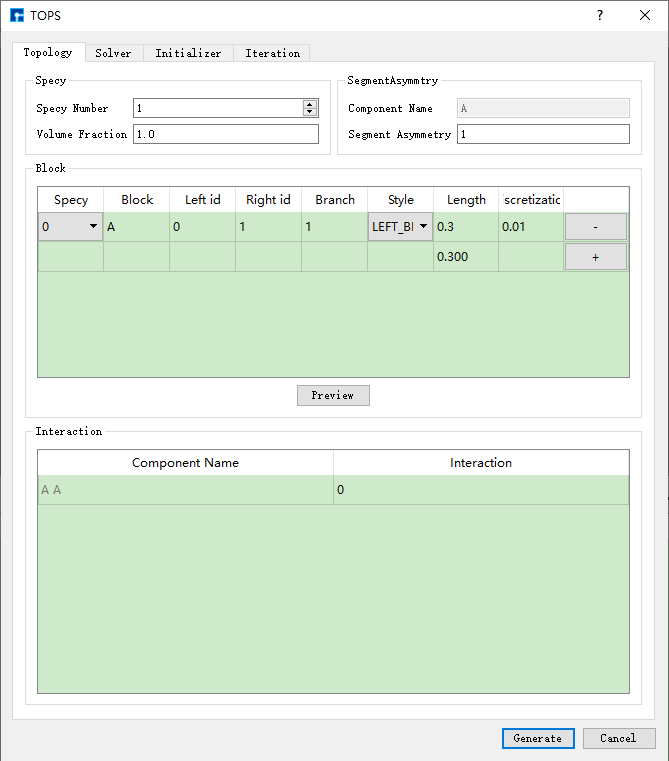 TOPS ?
Topology Solver Initializer Iteration
Specy SegmentAsymmtry
Specy Number 1 Component Name A
Volume Fraction 1.0 Segment Asymmetry 1
Block
Specy Block Left id Right id Branch Style Length scretizatic
0 A 0 1 1 LEFT_BI 0.3 0.01 -
0.300 +
Preview
Interaction
Component Name Interaction
A A 0
Generate Cancel